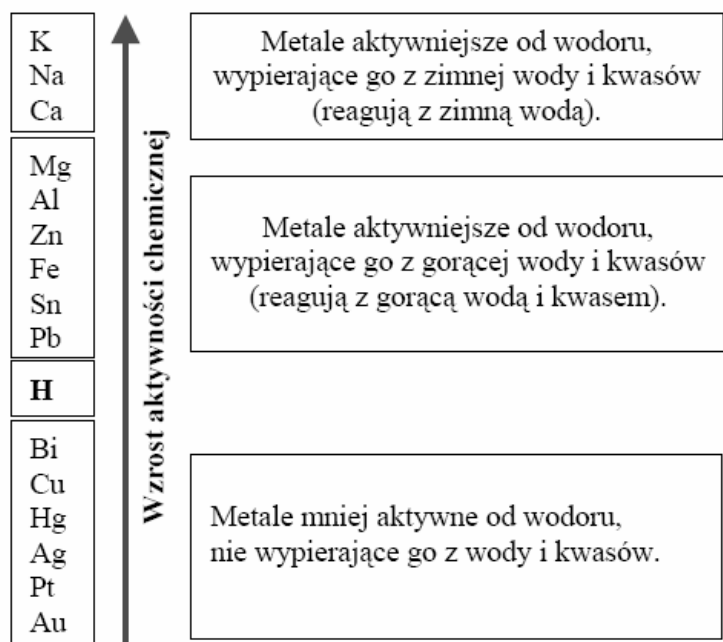 K
Na
Ca
Metale aktywniejsze od wodoru,
wypierające go z zimnej wody i kwasów
(reagują z zimną wodą).
Mg
Al
Zn
Fe
Sn
Pb
Metale aktywniejsze od wodoru,
wypierające go z gorącej wody i kwasów
(reagują z gorącą wodą i kwasem).
H
Bi
Cu
Hg
Ag
Pt
Au
Metale mniej aktywne od wodoru,
nie wypierające go z wody i kwasów.
Wzrost aktywności chemicznej